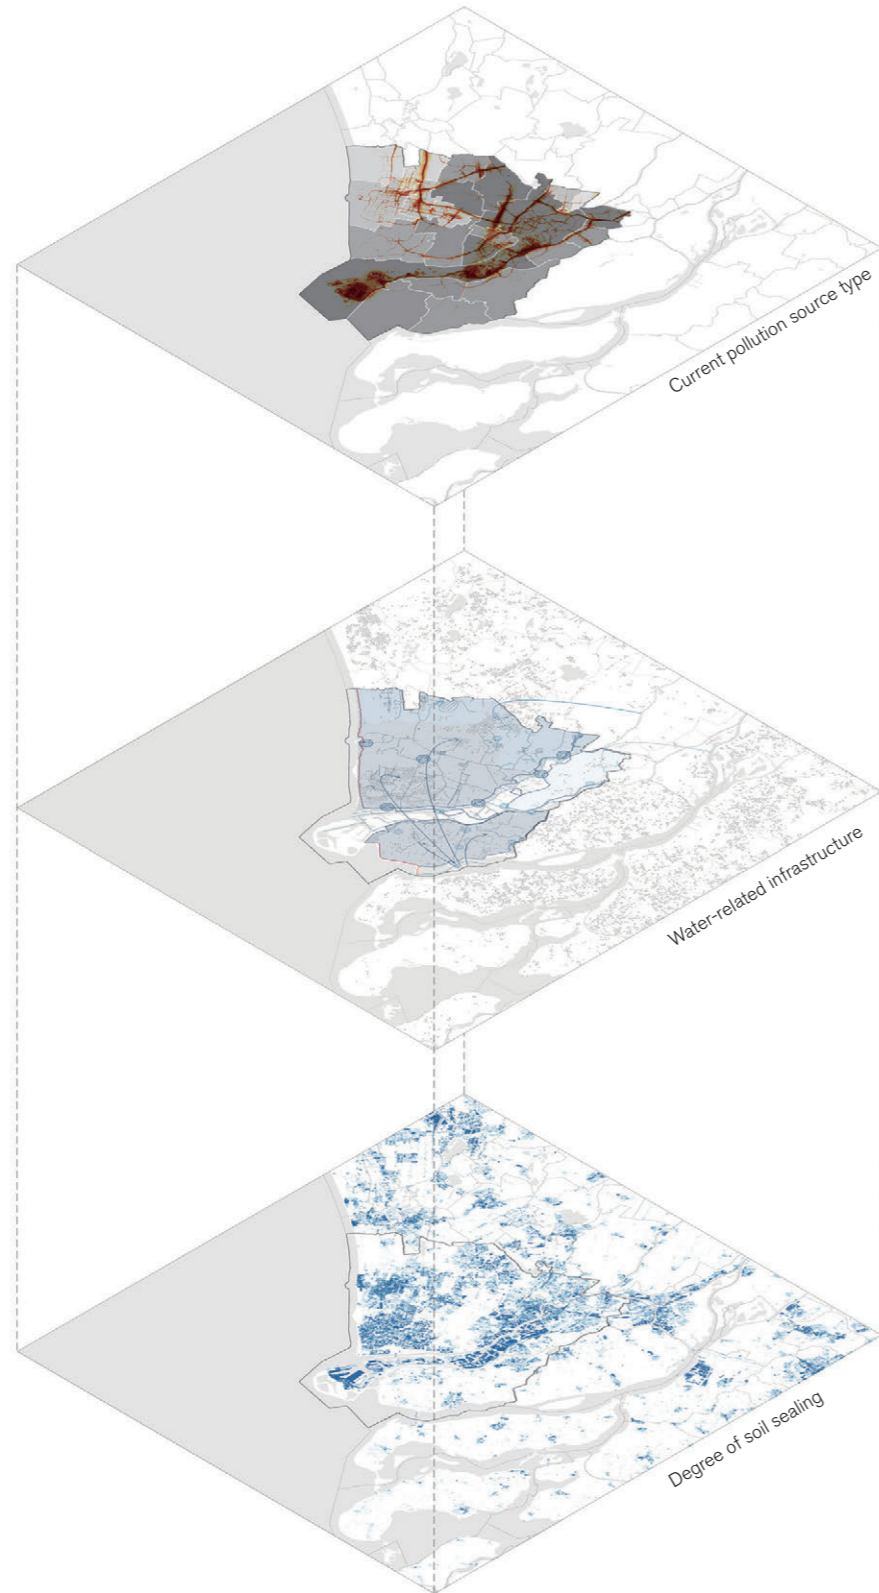 Current pollution source type
Water-related infrastructure
Degree of soil sealing